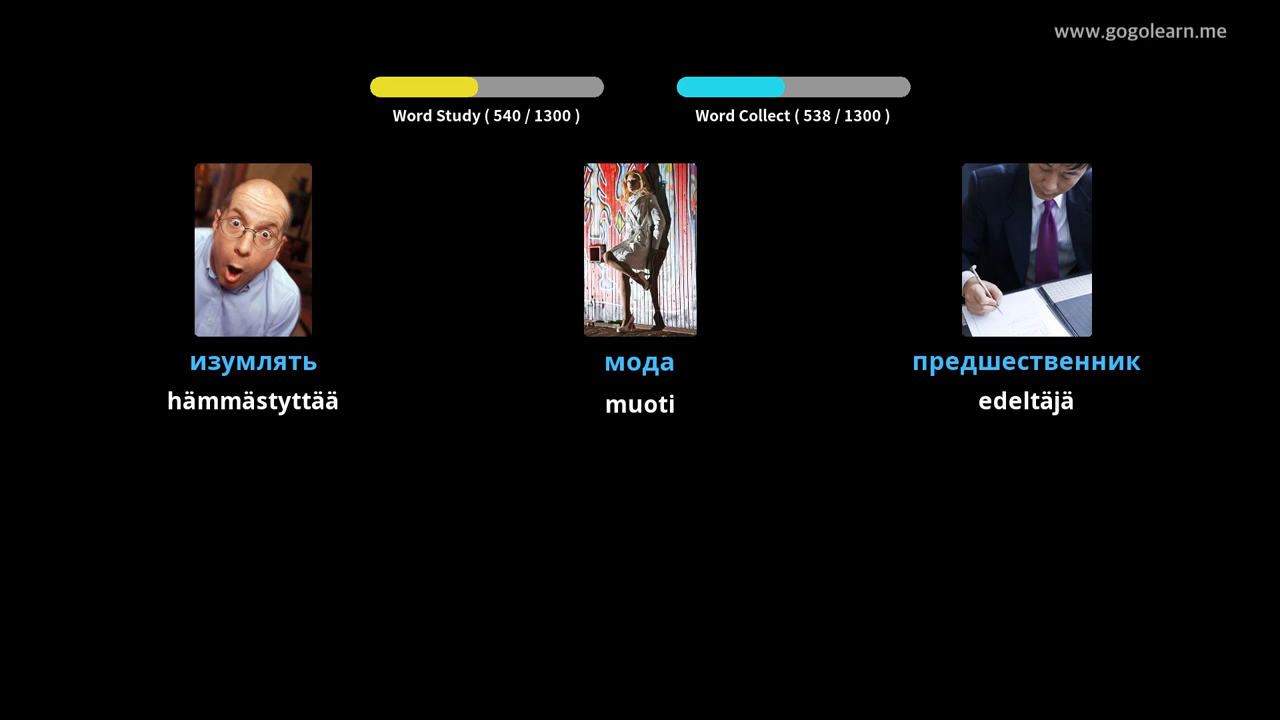 www.gogolearn.me
Word Study ( 540 / 1300 )
Word Collect ( 538 / 1300 )
изумлять
мода
предшественник
hämmästyttää
muoti
edeltäjä